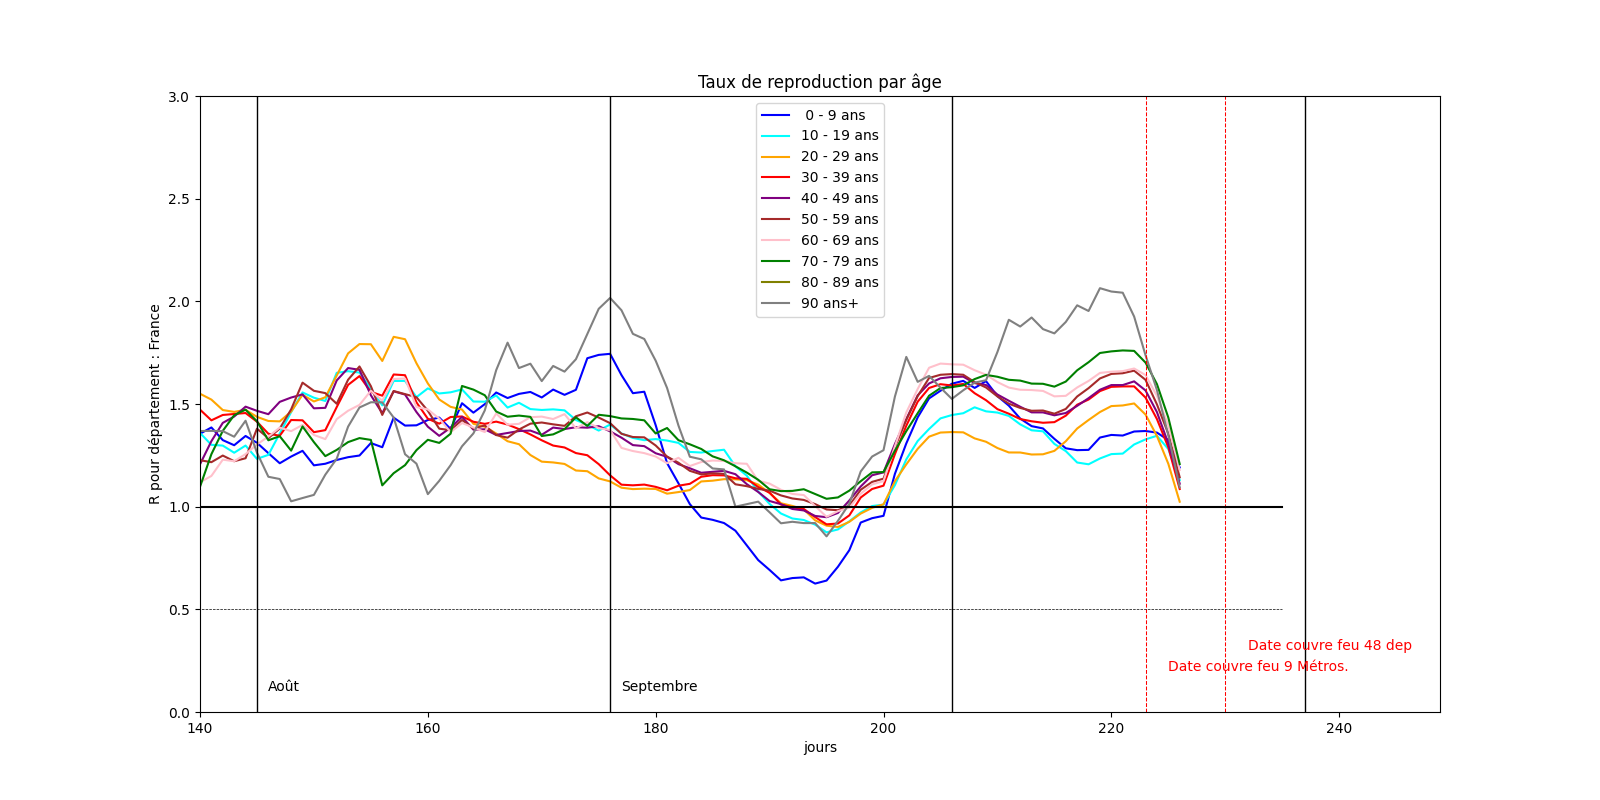 Taux de reproduction par âge
R pour département : France
3.0
2.5
2.0
1.5
1.0
0.5
0.0
0 - 9 ans
10 - 19 ans
20 - 29 ans
30 - 39 ans
40 - 49 ans
50 - 59 ans
60 - 69 ans
70 - 79 ans
80 - 89 ans
90 ans+
Date couvre feu 48 dep
Date couvre feu 9 Métros.
Août
Septembre
140
160
180
200
220
240
jours